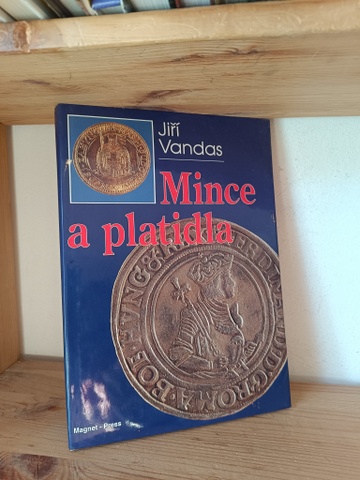 Jiří
Vandas
Mince
a platidla
Magnet - Press